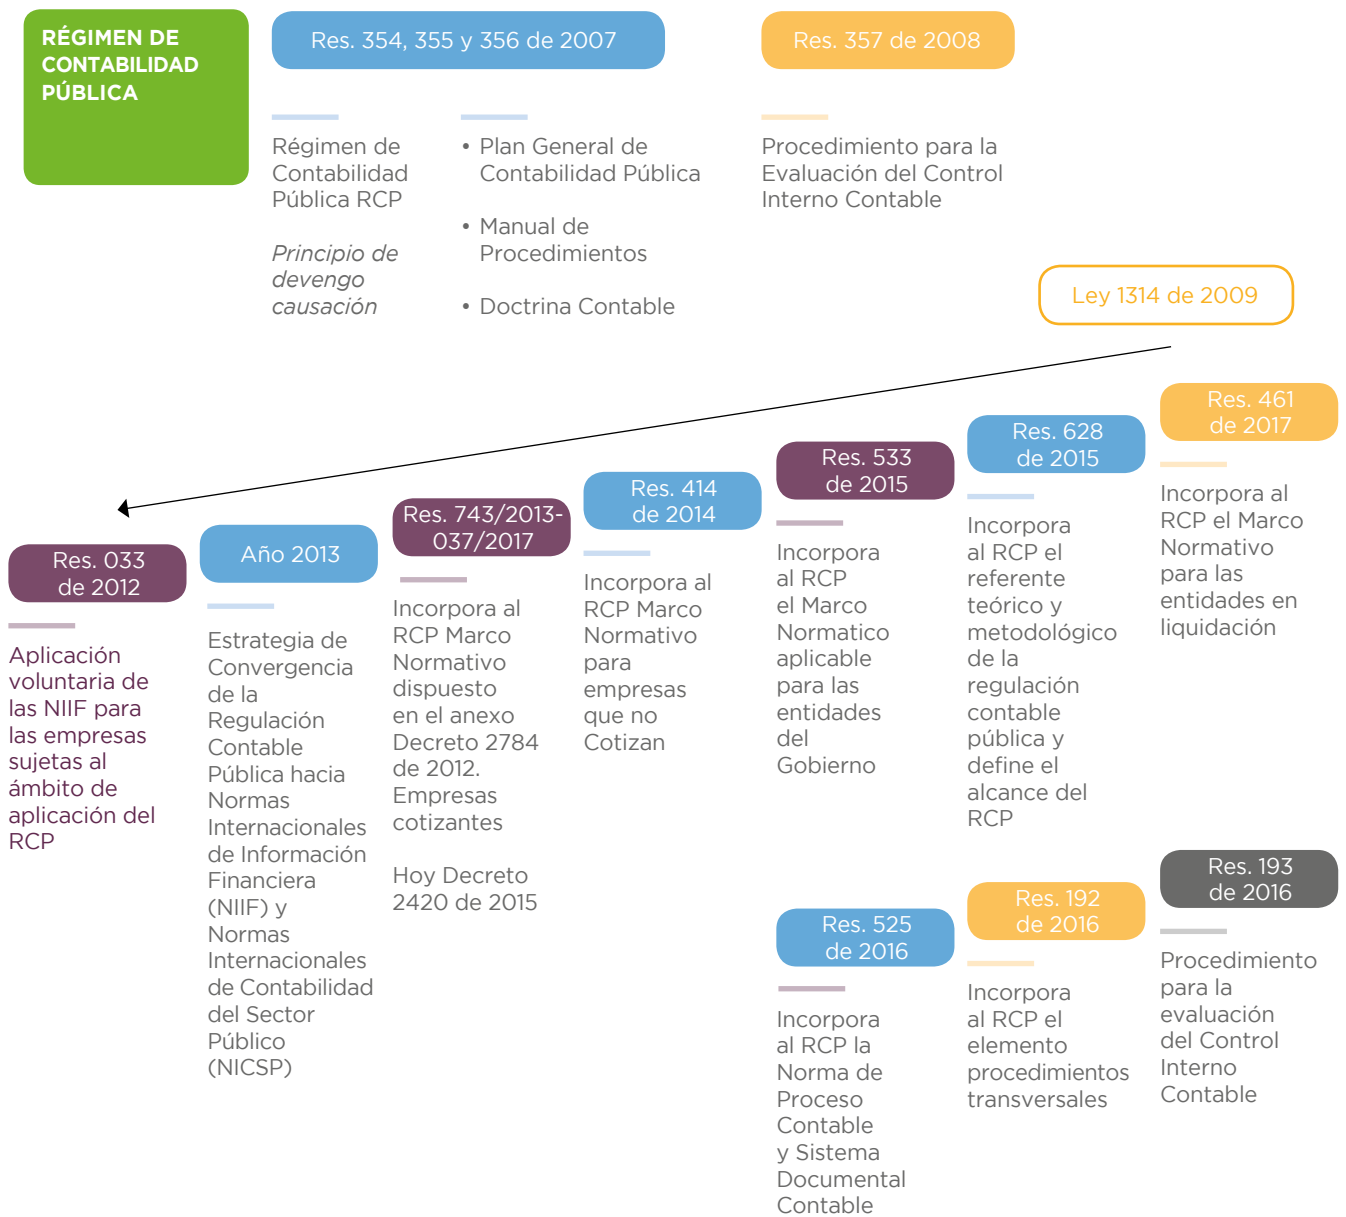 RÉGIMEN DE
CONTABILIDAD
PÚBLICA
Res. 354, 355 y 356 de 2007
Régimen de
Contabilidad
Pública RCP
Principio de
devengo
causación
• Plan General de
Contabilidad Pública
• Manual de
Procedimientos
• Doctrina Contable
Res. 357 de 2008
Procedimiento para la
Evaluación del Control
Interno Contable
Ley 1314 de 2009
Res. 033
de 2012
Aplicación
voluntaria de
las NIIF para
las empresas
sujetas al
ámbito de
aplicación del
RCP
Año 2013
Estrategia de
Convergencia
de la
Regulación
Contable
Pública hacia
Normas
Internacionales
de Información
Financiera
(NIIF) y
Normas
Internacionales
de Contabilidad
del Sector
Público
(NICSP)
Res. 743/2013-
037/2017
Incorpora al
RCP Marco
Normativo
dispuesto
en el anexo
Decreto 2784
de 2012.
Empresas
cotizantes
Hoy Decreto
2420 de 2015
Res. 414
de 2014
Incorpora al
RCP Marco
Normativo
para
empresas
que no
Cotizan
Res. 533
de 2015
Incorpora
al RCP
el Marco
Normatico
aplicable
para las
entidades
del
Gobierno
Res. 628
de 2015
Incorpora
al RCP el
referente
teórico y
metodológico
de la
regulación
contable
pública y
define el
alcance del
RCP
Res. 461
de 2017
Incorpora al
RCP el Marco
Normativo
para las
entidades en
liquidación
Res. 525
de 2016
Incorpora
al RCP la
Norma de
Proceso
Contable
y Sistema
Documental
Contable
Res. 192
de 2016
Incorpora
al RCP el
elemento
procedimientos
transversales
Res. 193
de 2016
Procedimiento
para la
evaluación
del Control
Interno
Contable